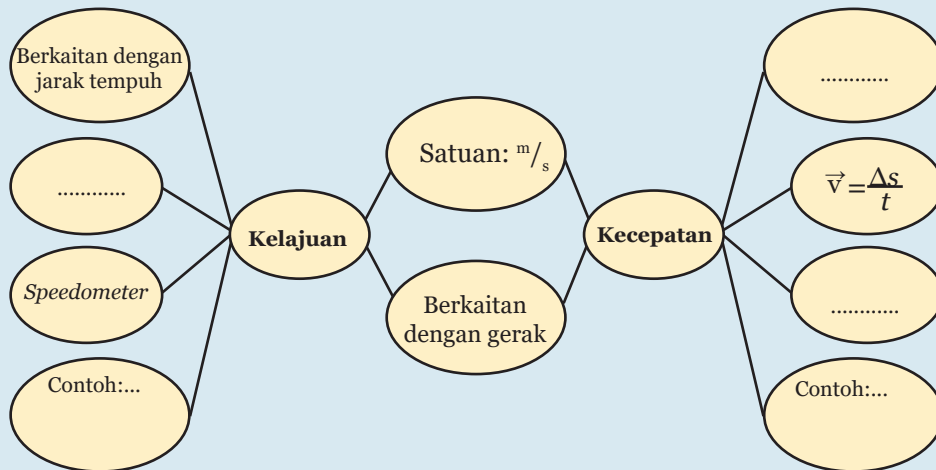 Berkaitan dengan
jarak tempuh
............
Speedometer
Contoh:...
Kelajuan
Satuan: m/s
Berkaitan
dengan gerak
Kecepatan
............
v⃗ = Δs/t
............
Contoh:...